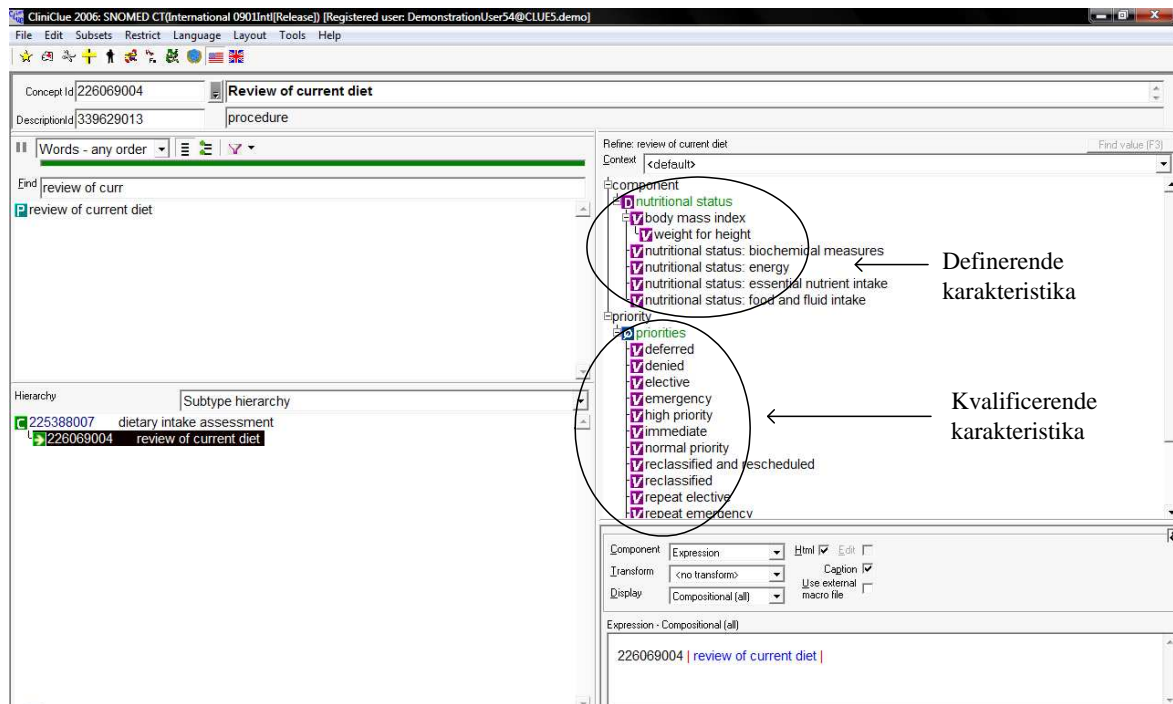 CliniClue 2006: SNOMED CT(International 0901Intl[Release]) [Registered user: DemonstrationUser54@CLUE5.demo]
File Edit Subsets Restrict Language Layout Tools Help
Concept Id 226069004 Review of current diet
DescriptionId 339629013 procedure
Words - any order
Find review of curr
P review of current diet
Hierarchy Subtype hierarchy
C 225388007 dietary intake assessment
226069004 review of current diet
Refine: review of current diet Find value (F3)
Context <default>
component
D nutritional status
V body mass index
V weight for height
V nutritional status: biochemical measures
V nutritional status: energy
V nutritional status: essential nutrient intake
V nutritional status: food and fluid intake
priority
Q priorities
V deferred
V denied
V elective
V emergency
V high priority
V immediate
V normal priority
V reclassified and rescheduled
V reclassified
V repeat elective
V repeat emergency
Definerende
karakteristika
Kvalificerende
karakteristika
Component Expression Html Edit
Transform <no transform> Caption
Display Compositional (all) Use external
macro file
Expression - Compositional (all)
226069004 | review of current diet |